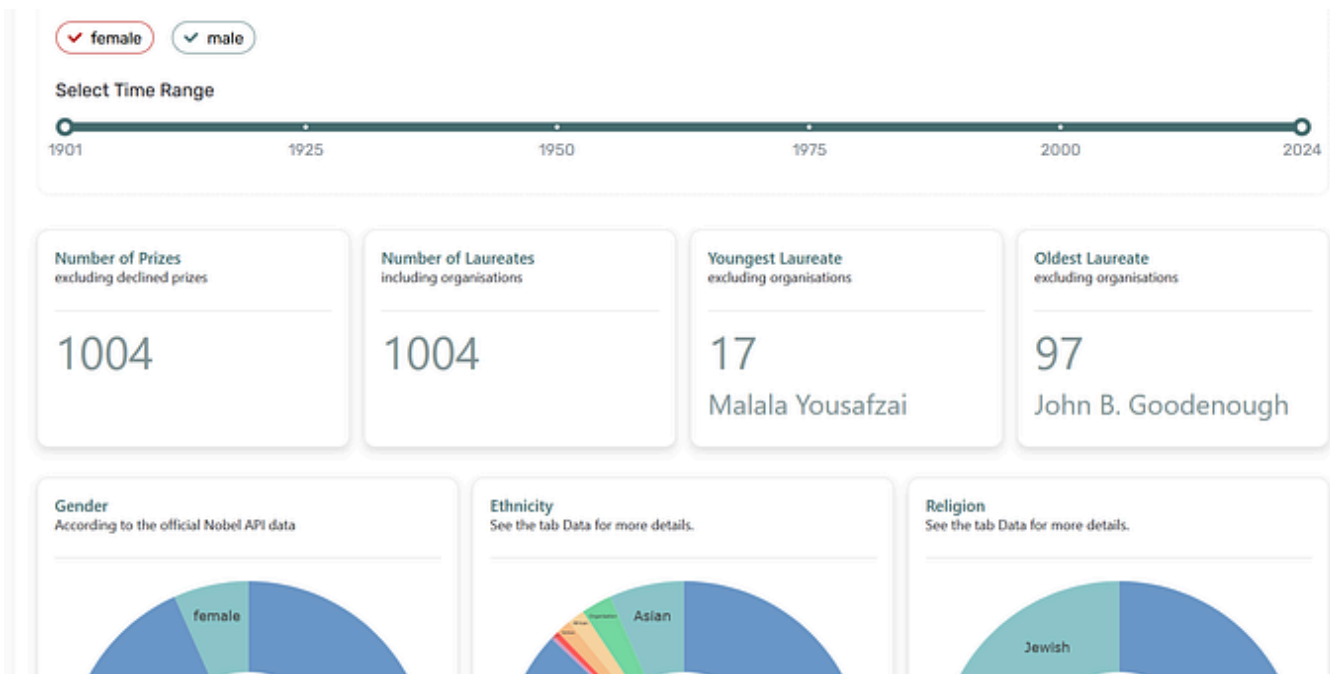 female male
Select Time Range
1901 1925 1950 1975 2000 2024
Number of Prizes
excluding declined prizes
1004
Number of Laureates
including organisations
1004
Youngest Laureate
excluding organisations
17
Malala Yousafzai
Oldest Laureate
excluding organisations
97
John B. Goodenough
Gender
According to the official Nobel API data
female
Ethnicity
See the tab Data for more details.
Asian
Religion
See the tab Data for more details.
Jewish